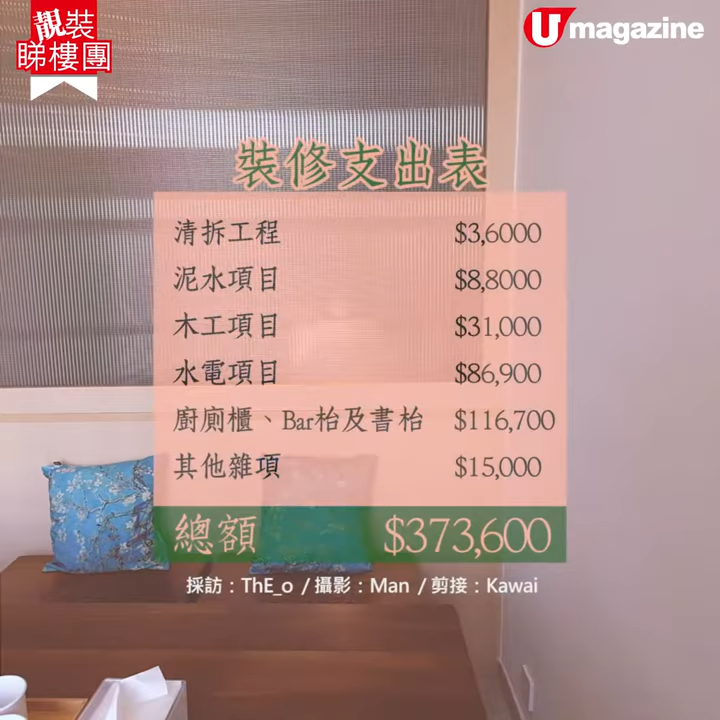 靚裝
睇樓團
U magazine
裝修支出表
清拆工程 $3,6000
泥水項目 $8,8000
木工項目 $31,000
水電項目 $86,900
廚廁櫃、Bar枱及書枱 $116,700
其他雜項 $15,000
總額 $373,600
採訪：ThE_o / 攝影：Man / 剪接：Kawai